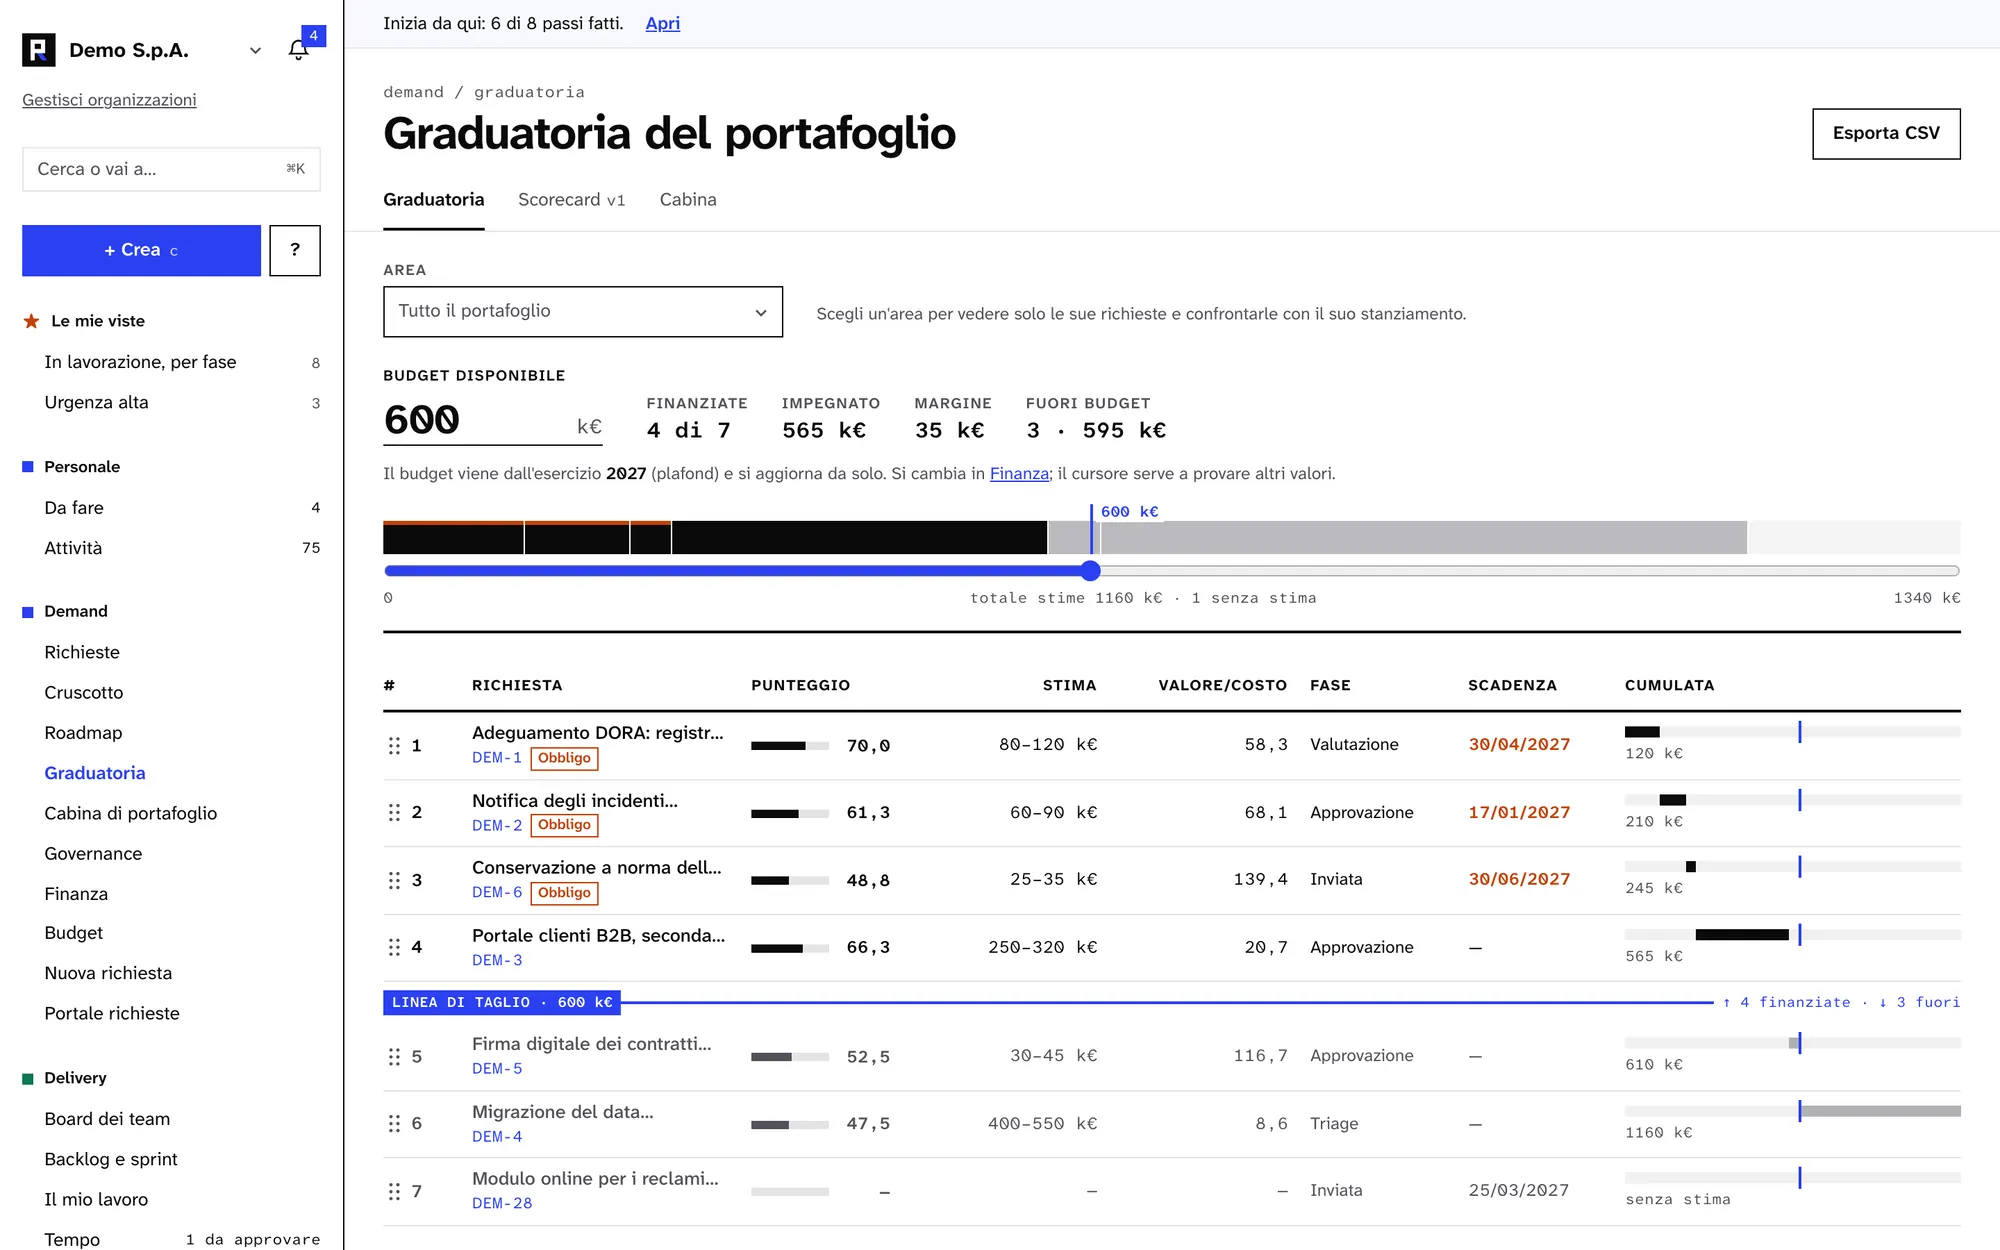 Demo S.p.A.
4
Gestisci organizzazioni
Cerca o vai a... ⌘K
+ Crea c
?
Le mie viste
In lavorazione, per fase 8
Urgenza alta 3
Personale
Da fare 4
Attività 75
Demand
Richieste
Cruscotto
Roadmap
Graduatoria
Cabina di portafoglio
Governance
Finanza
Budget
Nuova richiesta
Portale richieste
Delivery
Board dei team
Backlog e sprint
Il mio lavoro
Tempo 1 da approvare
Inizia da qui: 6 di 8 passi fatti. Apri
demand / graduatoria
Graduatoria del portafoglio
Esporta CSV
Graduatoria Scorecard v1 Cabina
AREA
Tutto il portafoglio
Scegli un'area per vedere solo le sue richieste e confrontarle con il suo stanziamento.
BUDGET DISPONIBILE
600 k€
FINANZIATE IMPEGNATO MARGINE FUORI BUDGET
4 di 7 565 k€ 35 k€ 3 · 595 k€
Il budget viene dall'esercizio 2027 (plafond) e si aggiorna da solo. Si cambia in Finanza; il cursore serve a provare altri valori.
600 k€
0 totale stime 1160 k€ · 1 senza stima 1340 k€
# RICHIESTA PUNTEGGIO STIMA VALORE/COSTO FASE SCADENZA CUMULATA
1 Adeguamento DORA: registr... 70,0 80–120 k€ 58,3 Valutazione 30/04/2027
DEM-1 Obbligo 120 k€
2 Notifica degli incidenti... 61,3 60–90 k€ 68,1 Approvazione 17/01/2027
DEM-2 Obbligo 210 k€
3 Conservazione a norma dell... 48,8 25–35 k€ 139,4 Inviata 30/06/2027
DEM-6 Obbligo 245 k€
4 Portale clienti B2B, seconda... 66,3 250–320 k€ 20,7 Approvazione —
DEM-3 565 k€
LINEA DI TAGLIO · 600 k€ ↑ 4 finanziate · ↓ 3 fuori
5 Firma digitale dei contratti... 52,5 30–45 k€ 116,7 Approvazione —
DEM-5 610 k€
6 Migrazione del data... 47,5 400–550 k€ 8,6 Triage —
DEM-4 1160 k€
7 Modulo online per i reclami... — — — Inviata 25/03/2027
DEM-28 senza stima